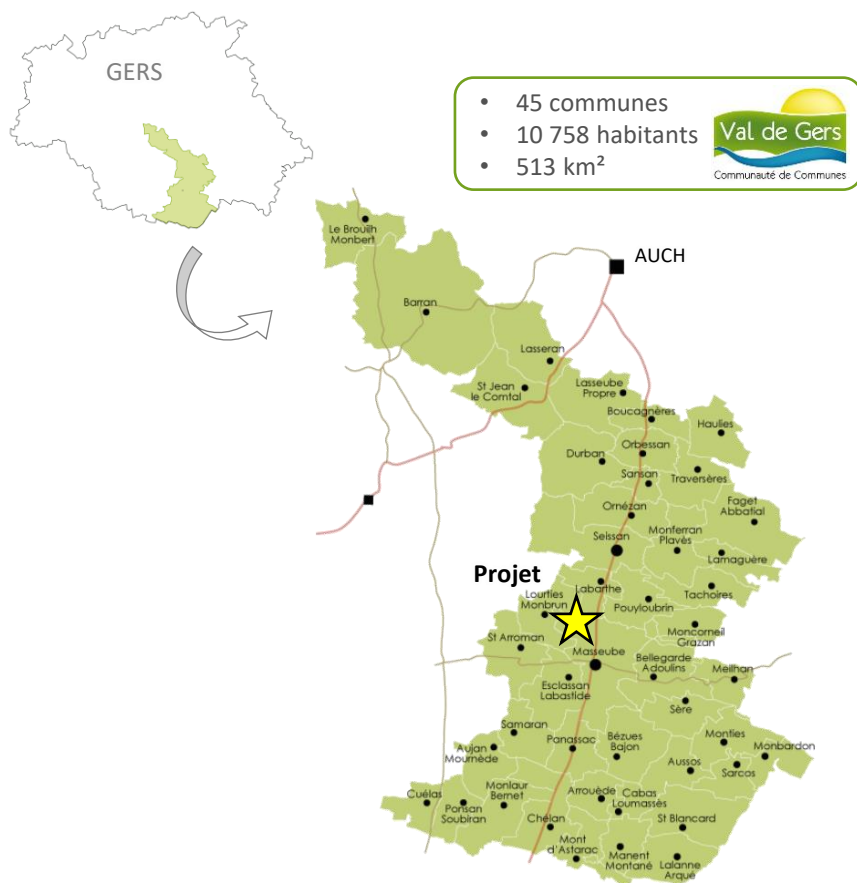 GERS
• 45 communes
• 10 758 habitants
• 513 km²
Val de Gers
Communauté de Communes
AUCH
Le Brouilh
Monbert
Barran
Lasseran
St Jean
le Comtal
Lasseube
Propre
Boucagnères
Haulies
Orbessan
Durban
Sansan
Traversères
Ornézan
Faget
Abbatial
Seissan
Monferran
Plavès
Lamaguère
Projet
Labarthe
Lourties
Monbrun
Tachoires
Pouyloubrin
Moncorneil
Grazan
St Arroman
Masseube
Bellegarde
Adoulins
Meilhan
Esclassan
Labastide
Sère
Samaran
Panassac
Bézues
Bajon
Monties
Monbardon
Aujan
Mournède
Aussos
Sarcos
Cuélas
Ponsan
Soubiran
Monlaur
Bernet
Arrouède
Cabas
Loumassès
St Blancard
Chélan
Mont
d'Astarac
Manent
Montané
Lalanne
Arqué